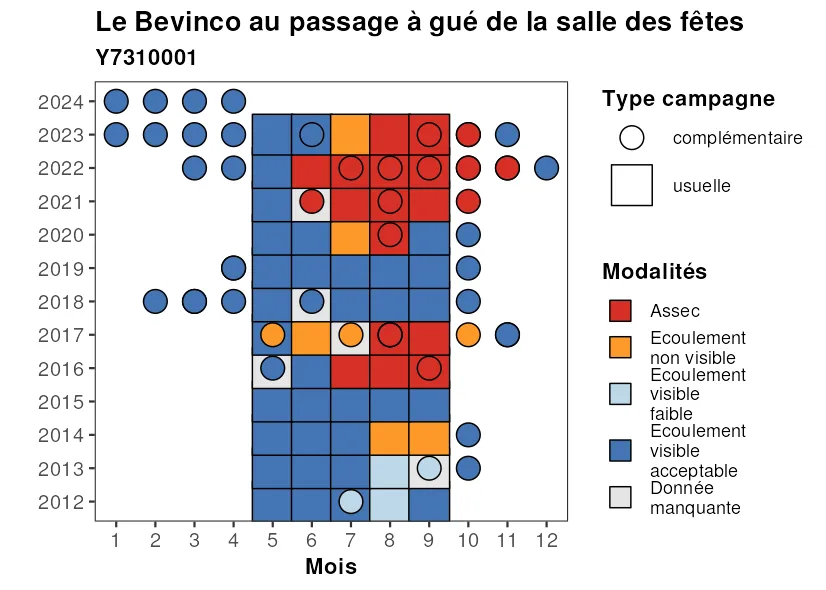 Le Bevinco au passage à gué de la salle des fêtes
Y7310001
2024
2023
2022
2021
2020
2019
2018
2017
2016
2015
2014
2013
2012
1 2 3 4 5 6 7 8 9 10 11 12
Mois
Type campagne
complémentaire
usuelle
Modalités
Assec
Ecoulement
non visible
Ecoulement
visible
faible
Ecoulement
visible
acceptable
Donnée
manquante